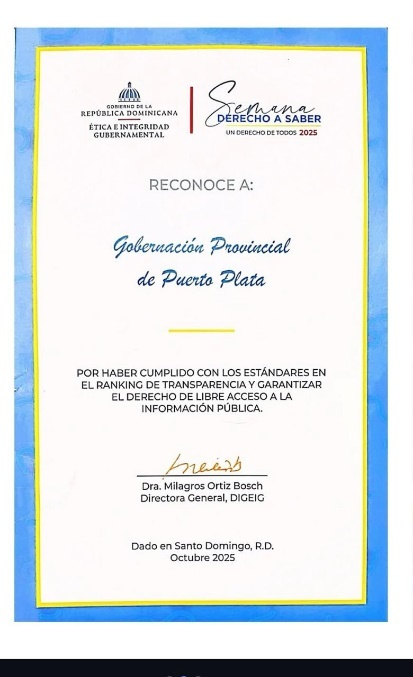 GOBIERNO DE LA
REPÚBLICA DOMINICANA
ÉTICA E INTEGRIDAD
GUBERNAMENTAL
Semana
DERECHO A SABER
UN DERECHO DE TODOS 2025
RECONOCE A:
Gobernación Provincial
de Puerto Plata
POR HABER CUMPLIDO CON LOS ESTÁNDARES EN
EL RANKING DE TRANSPARENCIA Y GARANTIZAR
EL DERECHO DE LIBRE ACCESO A LA
INFORMACIÓN PÚBLICA.
Dra. Milagros Ortiz Bosch
Directora General, DIGEIG
Dado en Santo Domingo, R.D.
Octubre 2025